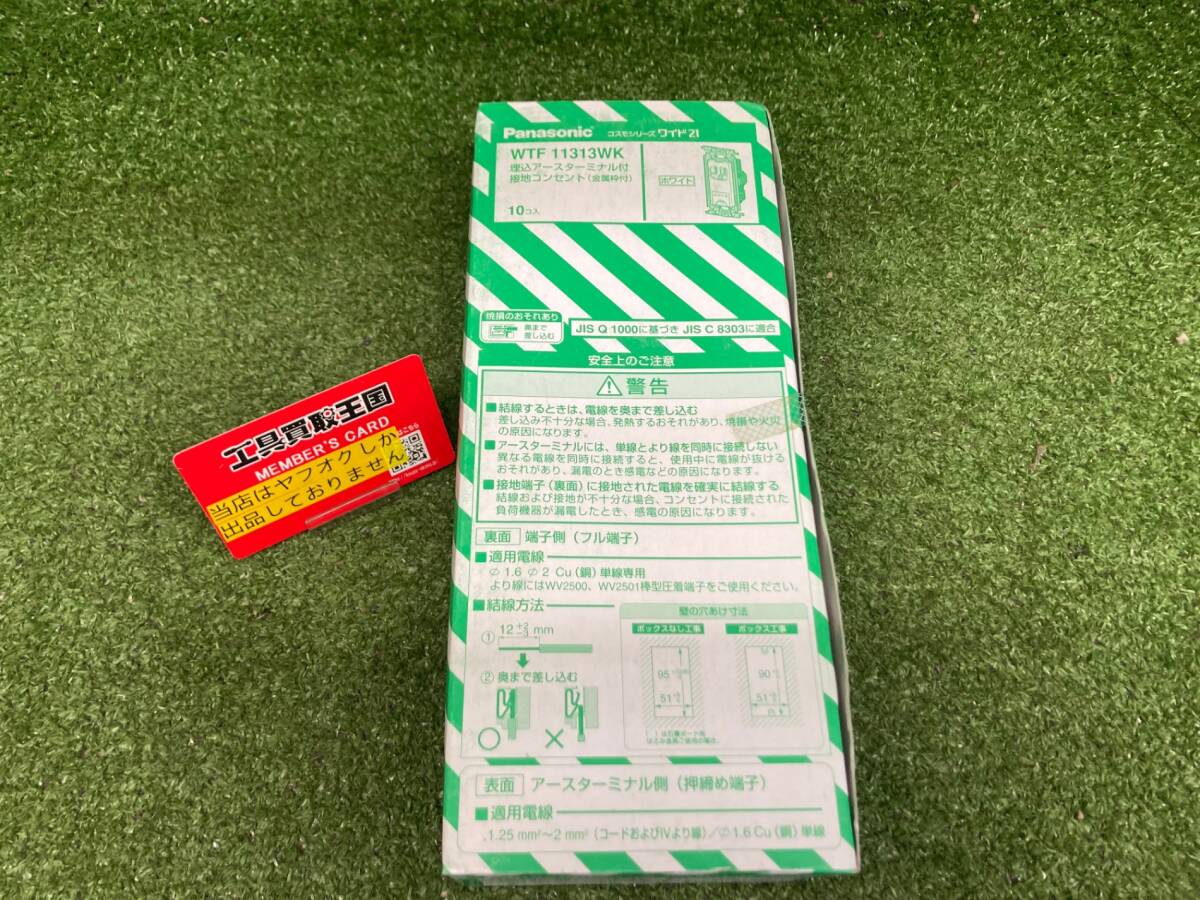 Panasonic コスモシリーズ ワイド21
WTF 11313WK
埋込アースターミナル付
接地コンセント(金属枠付)
ホワイト
10コ入
焼損のおそれあり
奥まで
差し込む
JIS Q 1000に基づき JIS C 8303に適合
安全上のご注意
警告
■結線するときは、電線を奥まで差し込む
差し込み不十分な場合、発熱するおそれがあり、焼損や火災
の原因になります。
■アースターミナルには、単線とより線を同時に接続しない
異なる電線を同時に接続すると、使用中に電線が抜ける
おそれがあり、漏電のとき感電などの原因になります。
■接地端子(裏面)に接地された電線を確実に結線する
結線および接地が不十分な場合、コンセントに接続された
負荷機器が漏電したとき、感電の原因になります。
裏面 端子側(フル端子)
■適用電線
φ1.6 φ2 Cu(銅)単線専用
より線にはWV2500、WV2501棒型圧着端子をご使用ください。
■結線方法
① 12 +2 −3 mm
② 奥まで差し込む
壁の穴あけ寸法
ボックスなし工事 ボックス工事
95
51
90
51
表面 アースターミナル側(押締め端子)
■適用電線
1.25 mm²〜2 mm²(コードおよびIVより線)/φ1.6 Cu(銅)単線
工具買取王国
MEMBER'S CARD
はこちら
当店はヤフオクしか
出品しておりません